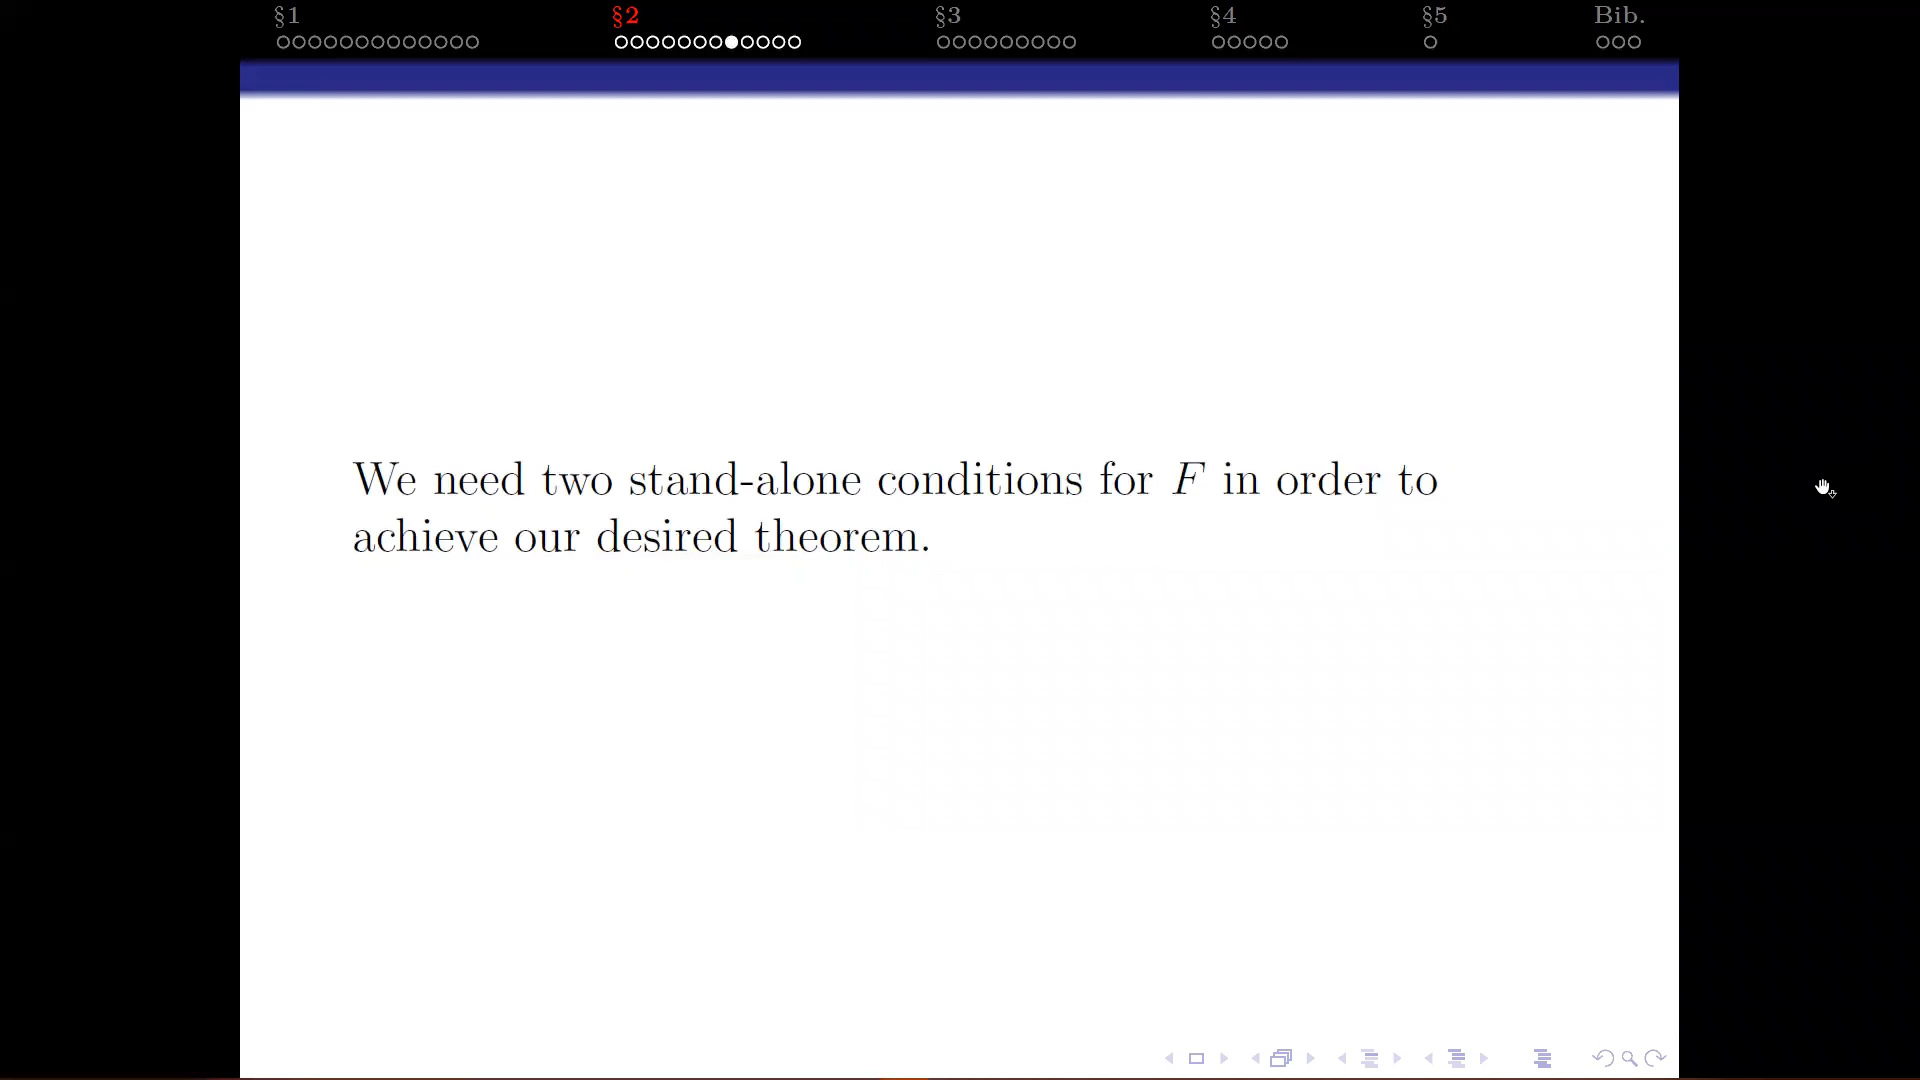 §1 §2 §3 §4 §5 Bib.
We need two stand-alone conditions for F in order to
achieve our desired theorem.